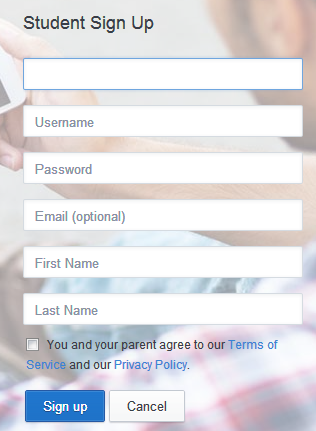 Student Sign Up
Username
Password
Email (optional)
First Name
Last Name
You and your parent agree to our Terms of
Service and our Privacy Policy.
Sign up Cancel